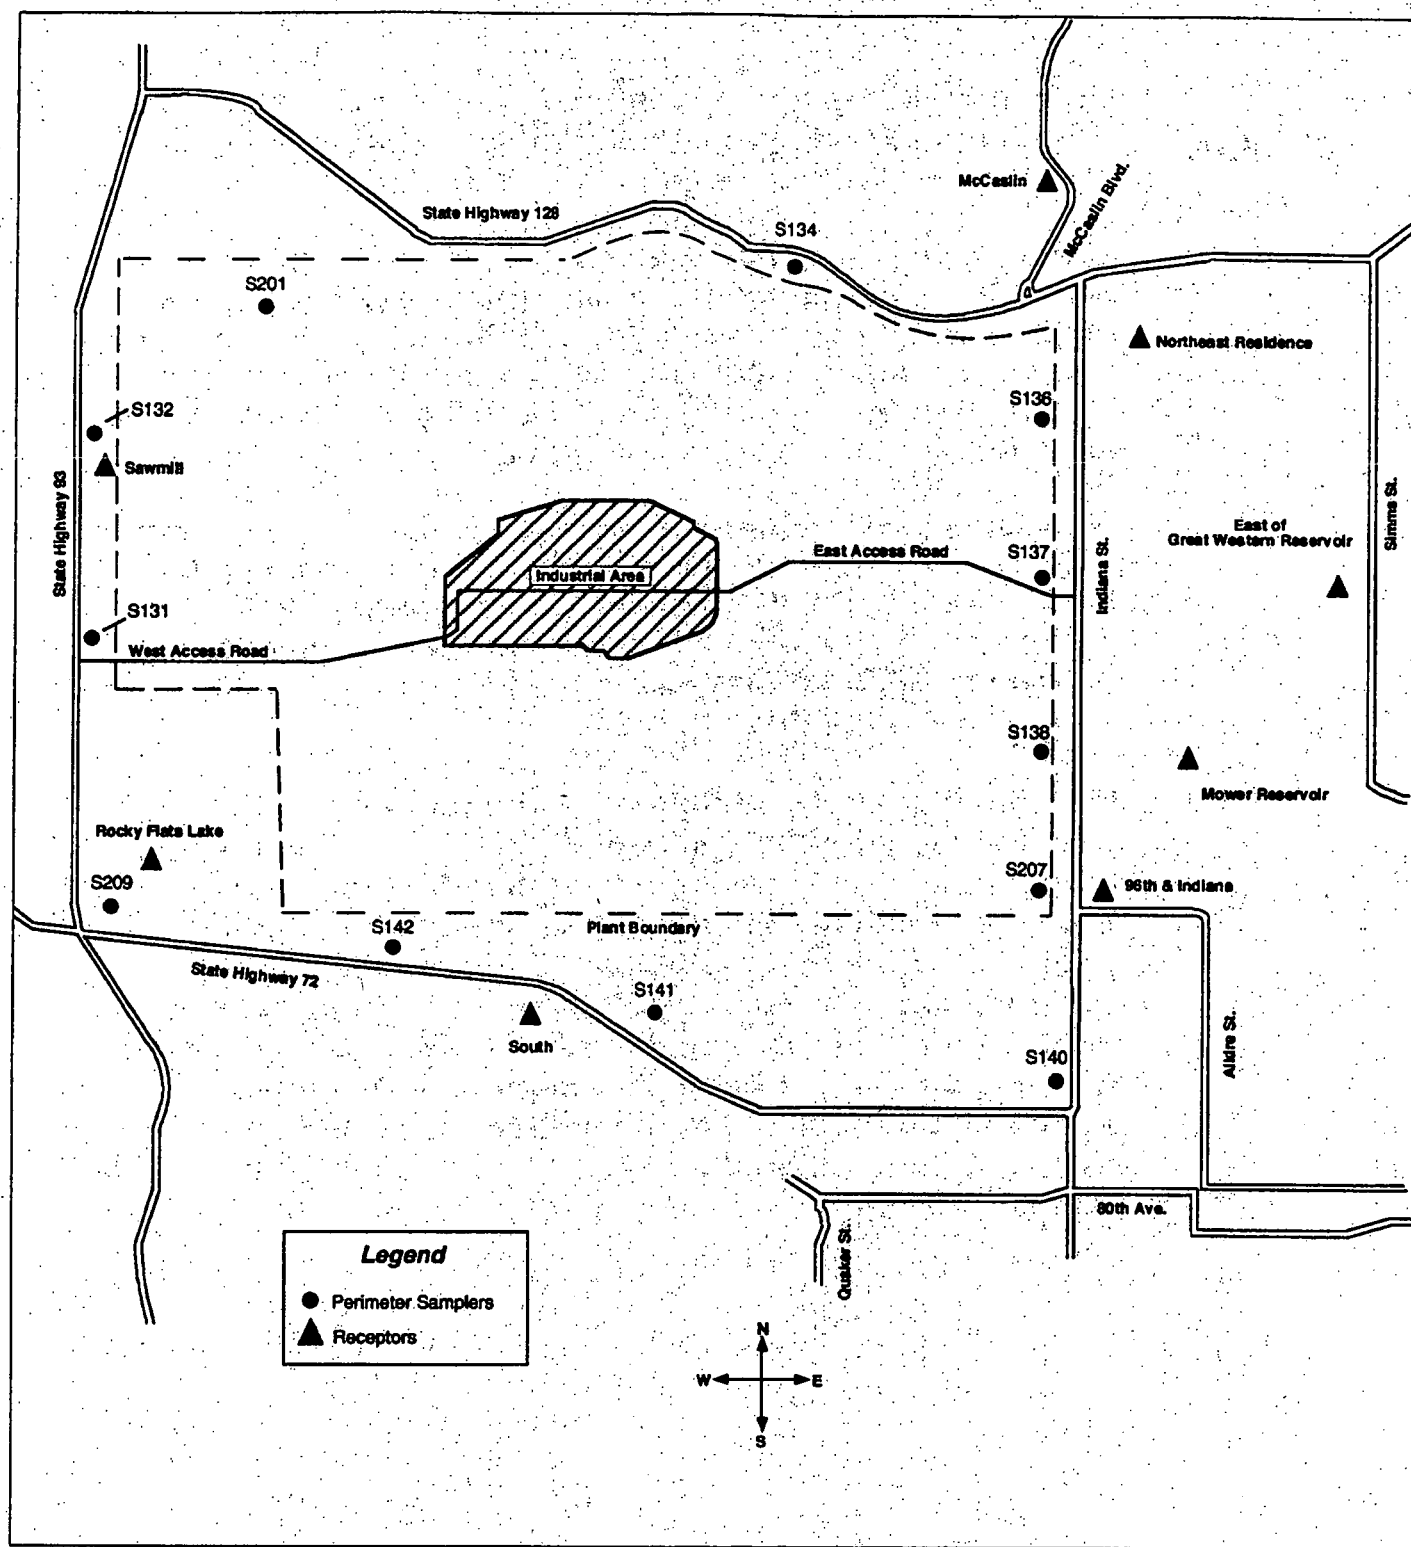 McCaslin
McCaslin Blvd.
State Highway 128
S134
S201
Northeast Residence
S136
S132
Sawmill
State Highway 93
East of
Great Western Reservoir
Simms St.
Indiana St.
East Access Road
S137
Industrial Area
S131
West Access Road
S138
Mower Reservoir
Rocky Flats Lake
S209
S207
96th & Indiana
S142
Plant Boundary
State Highway 72
S141
South
Alkire St.
S140
80th Ave.
Quaker St.
Legend
Perimeter Samplers
Receptors
N
W
E
S